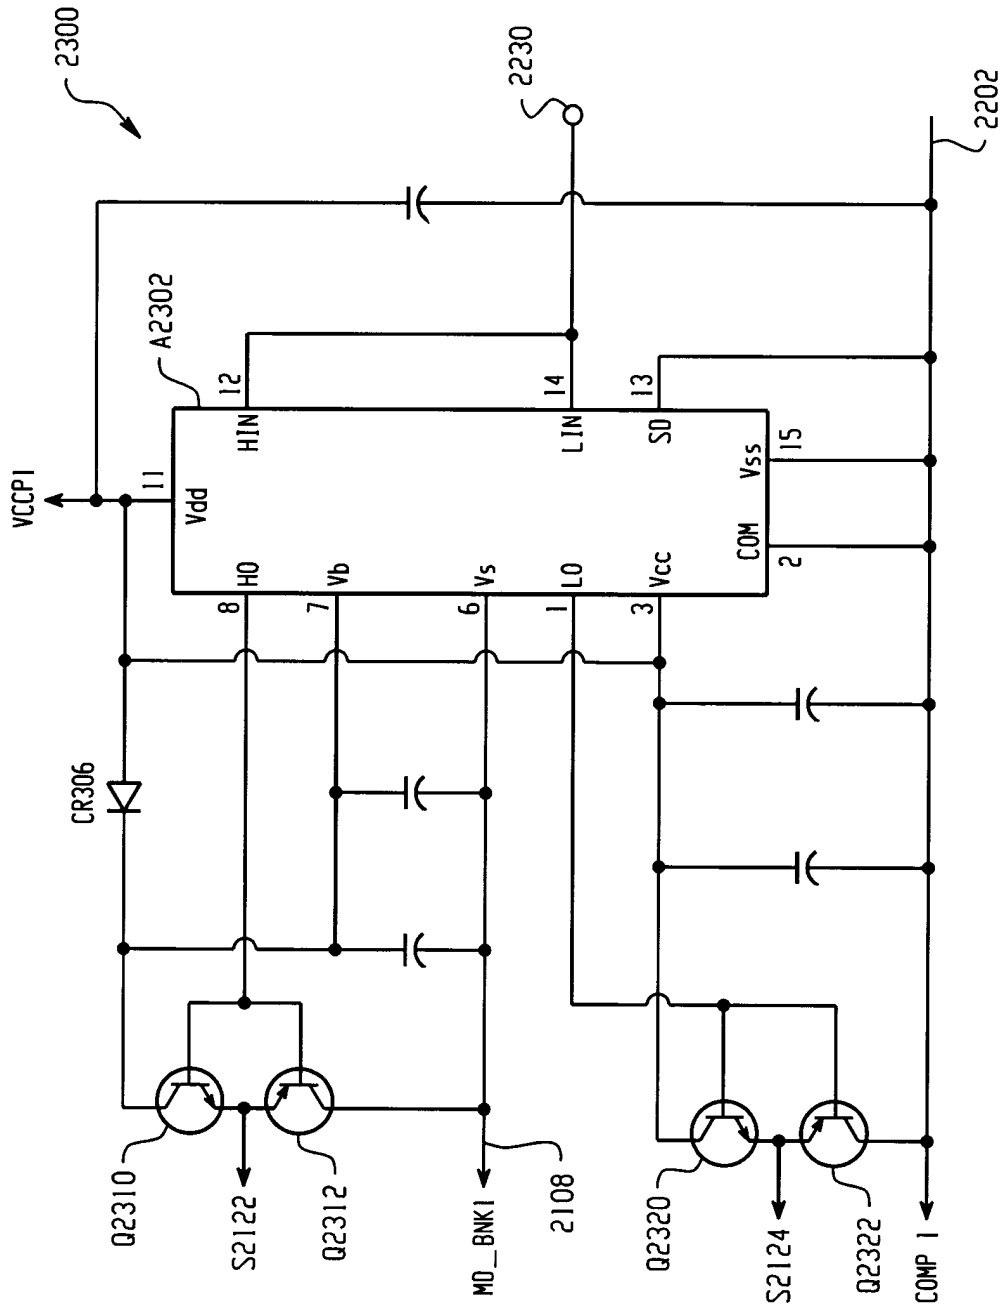 VCCP1
2300
CR306
Q2310
11
A2302
Vdd
8
12
S2122
HO
HIN
7
Q2312
Vb
6
MD_BNK1
Vs
2230
1
14
2108
LO
LIN
3
13
Q2320
Vcc
SD
COM
Vss
S2124
2
15
Q2322
COMP 1
2202